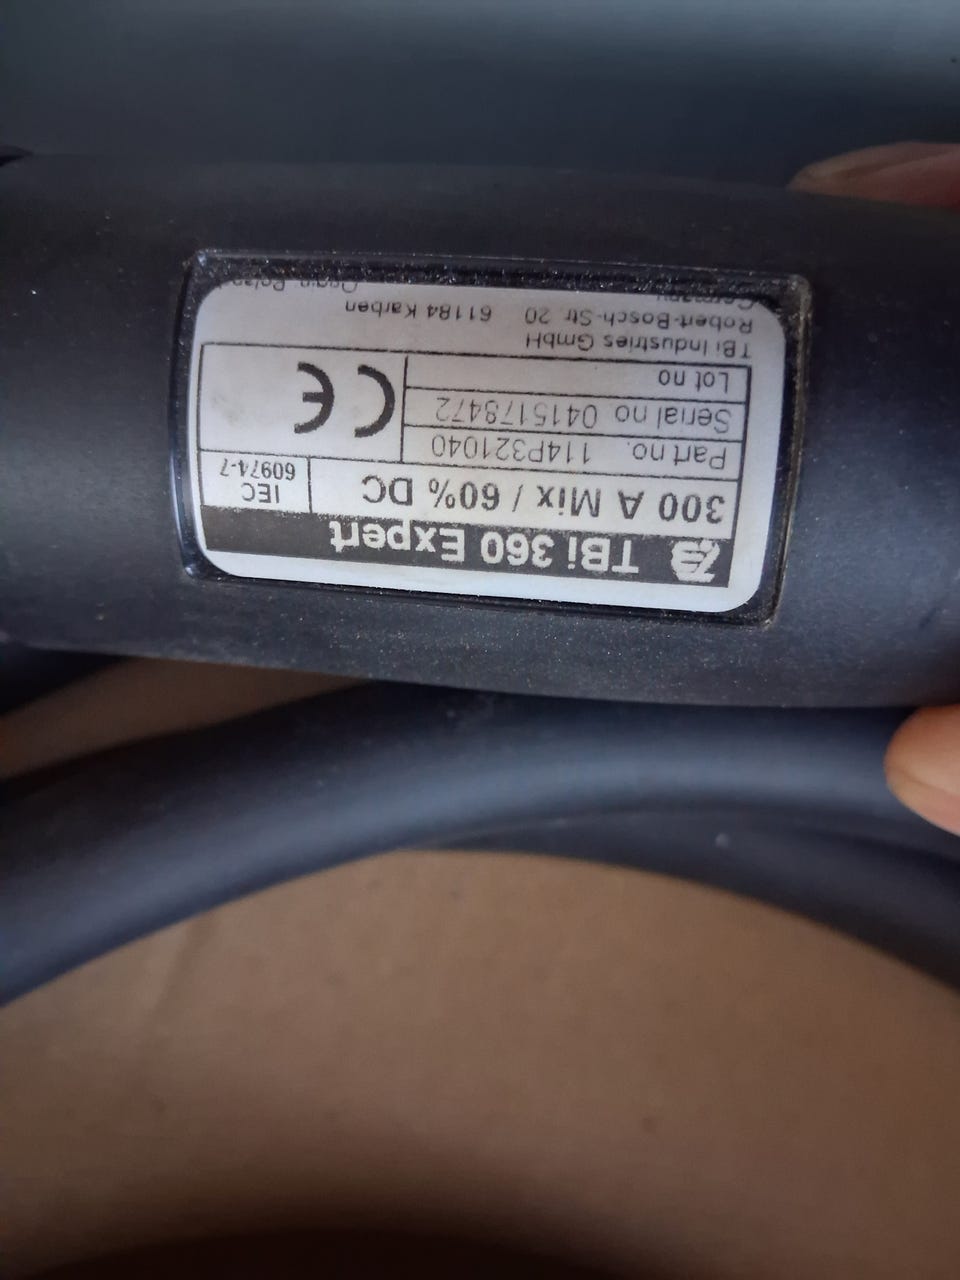 TBi 360 Expert
300 A Mix / 60% DC
IEC
60974-7
Part no. 114P321040
Serial no 0415178472
Lot no
CE
TBi Industries GmbH
Robert-Bosch-Str 20 61184 Karben
Germany Origin